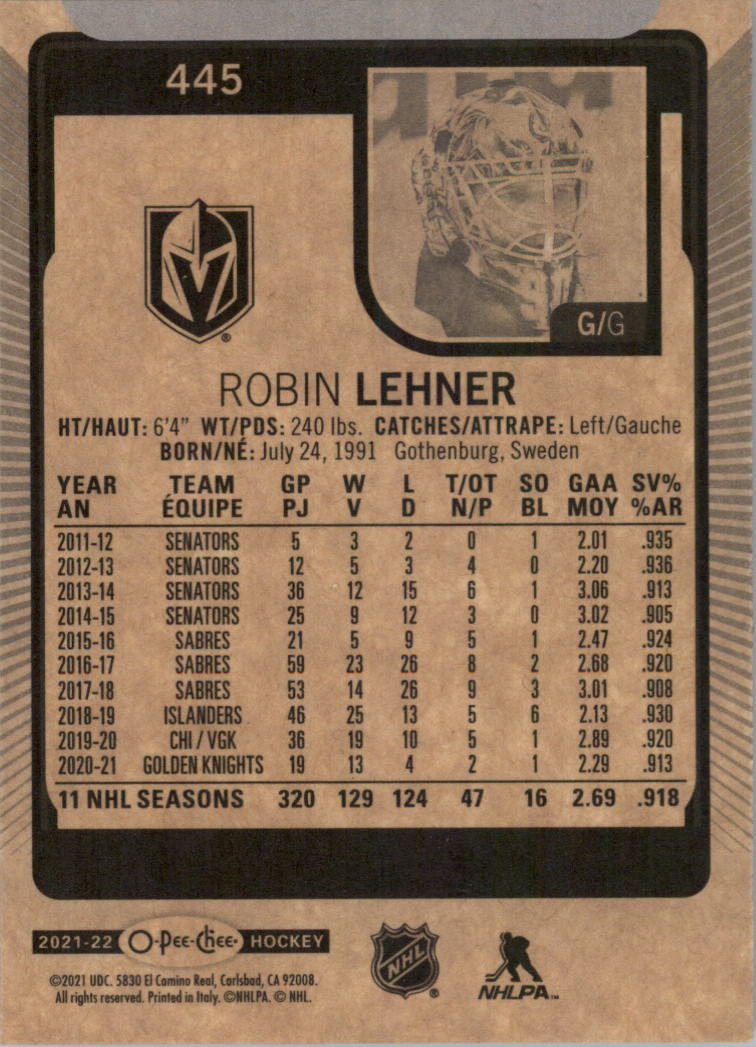 445
G/G
ROBIN LEHNER
HT/HAUT: 6'4" WT/PDS: 240 lbs. CATCHES/ATTRAPE: Left/Gauche
BORN/NÉ: July 24, 1991 Gothenburg, Sweden
YEAR TEAM GP W L T/OT SO GAA SV%
AN ÉQUIPE PJ V D N/P BL MOY %AR
2011-12 SENATORS 5 3 2 0 1 2.01 .935
2012-13 SENATORS 12 5 3 4 0 2.20 .936
2013-14 SENATORS 36 12 15 6 1 3.06 .913
2014-15 SENATORS 25 9 12 3 0 3.02 .905
2015-16 SABRES 21 5 9 5 1 2.47 .924
2016-17 SABRES 59 23 26 8 2 2.68 .920
2017-18 SABRES 53 14 26 9 3 3.01 .908
2018-19 ISLANDERS 46 25 13 5 6 2.13 .930
2019-20 CHI / VGK 36 19 10 5 1 2.89 .920
2020-21 GOLDEN KNIGHTS 19 13 4 2 1 2.29 .913
11 NHL SEASONS 320 129 124 47 16 2.69 .918
2021-22 O-Pee-Chee HOCKEY
NHL ®
NHLPA™
©2021 UDC. 5830 El Camino Real, Carlsbad, CA 92008.
All rights reserved. Printed in Italy. ©NHLPA. © NHL.